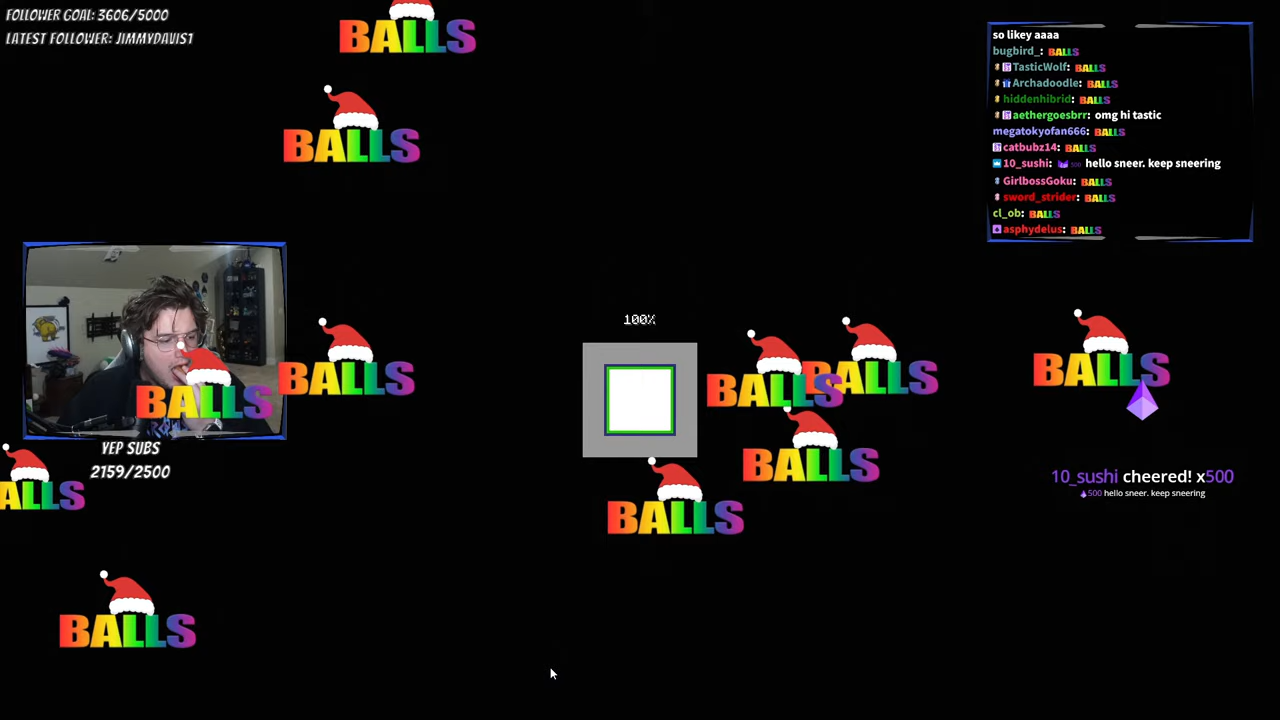 FOLLOWER GOAL: 3606/5000
LATEST FOLLOWER: JIMMYDAVIS1
BALLS
BALLS
so likey aaaa
bugbird_: BALLS
TasticWolf: BALLS
Archadoodle: BALLS
hiddenhibrid: BALLS
aethergoesbrr: omg hi tastic
megatokyofan666: BALLS
catbubz14: BALLS
10_sushi: 500 hello sneer. keep sneering
GirlbossGoku: BALLS
sword_strider: BALLS
cl_ob: BALLS
asphydelus: BALLS
100%
BALLS
BALLS
BALLS
BALLS
BALLS
BALLS
YEP SUBS
2159/2500
BALLS
ALLS
BALLS
10_sushi cheered! x500
500 hello sneer. keep sneering
BALLS